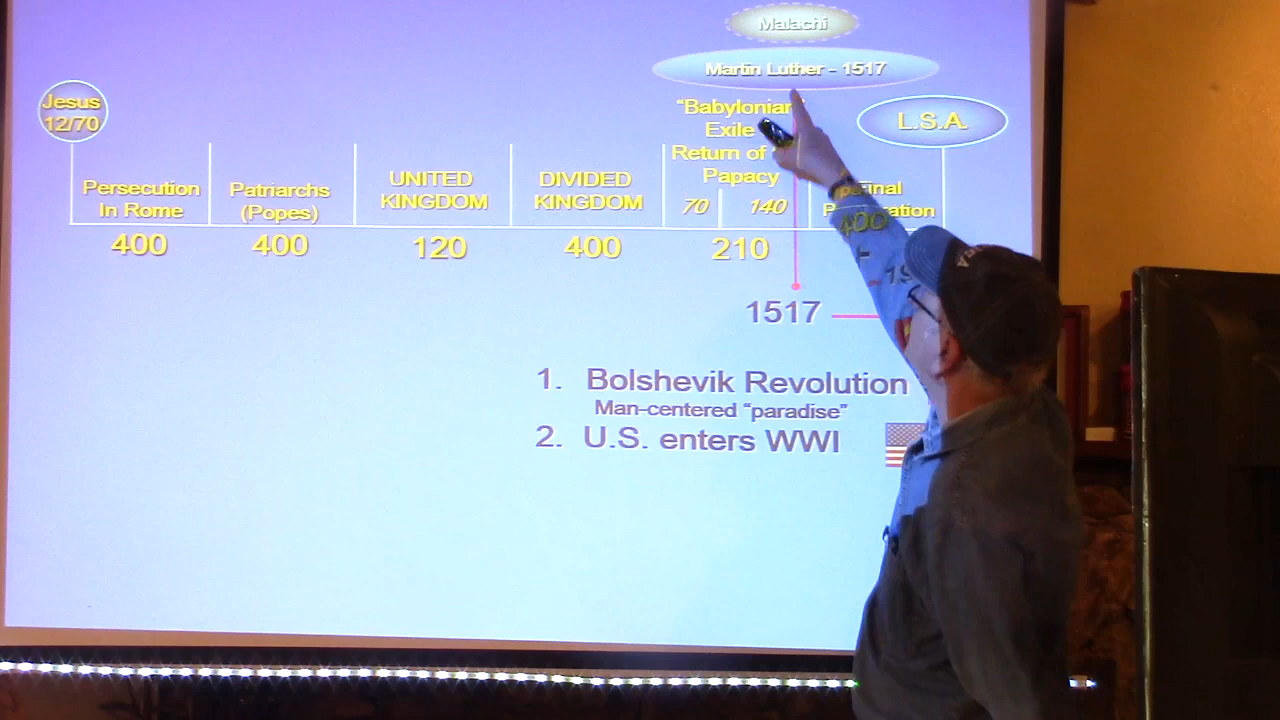 Malachi
Martin Luther - 1517
Jesus
12/70
"Babylonian"
Exile
L.S.A.
Return of
Papacy
Persecution
In Rome
Patriarchs
(Popes)
UNITED
KINGDOM
DIVIDED
KINGDOM
70
140
400
400
120
400
210
400
1517
1. Bolshevik Revolution
Man-centered "paradise"
2. U.S. enters WWI